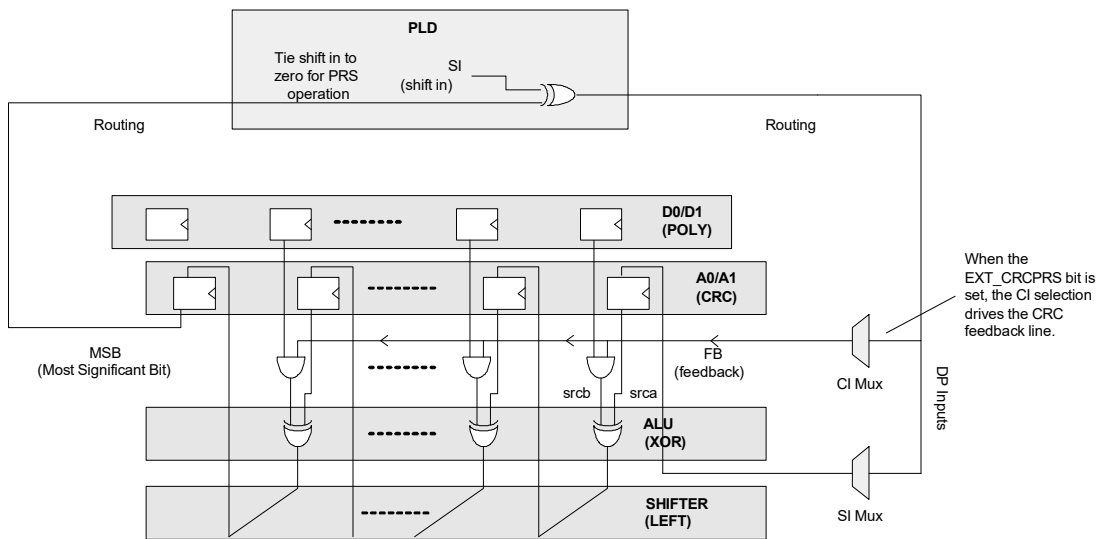 PLD
Tie shift in to
zero for PRS
operation
SI
(shift in)
Routing
Routing
D0/D1
(POLY)
A0/A1
(CRC)
When the
EXT_CRCPRS bit is
set, the CI selection
drives the CRC
feedback line.
MSB
(Most Significant Bit)
FB
(feedback)
CI Mux
DP Inputs
srcb
srca
ALU
(XOR)
SHIFTER
(LEFT)
SI Mux